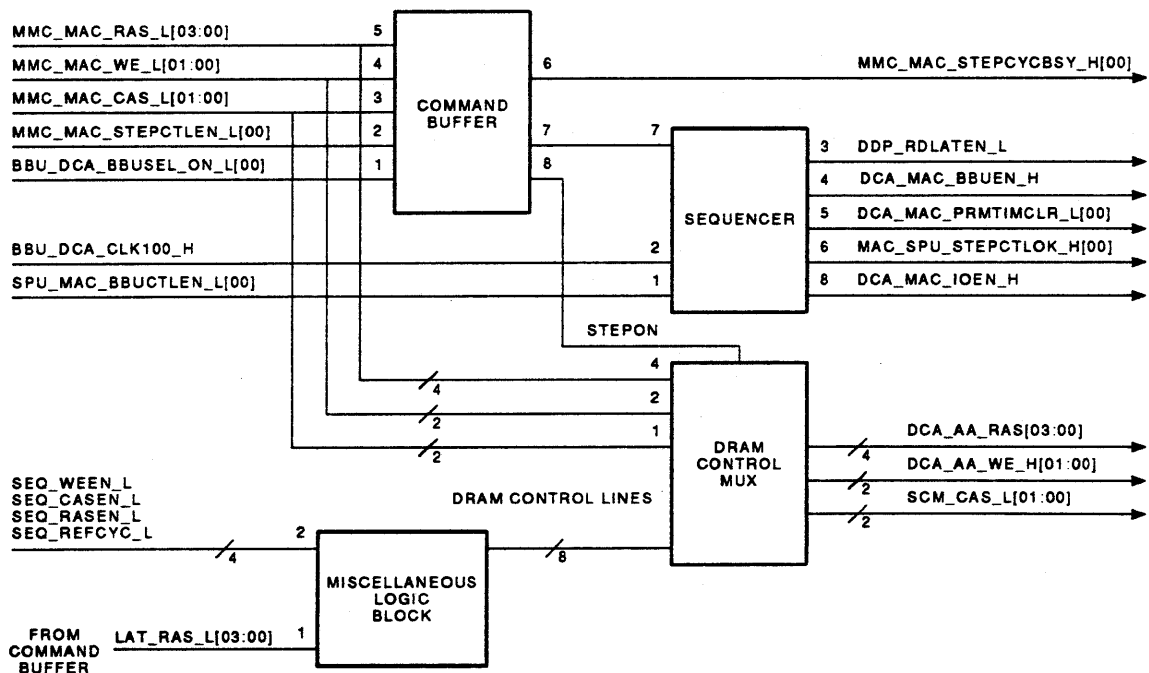 MMC_MAC_RAS_L[03:00] 5
MMC_MAC_WE_L[01:00] 4
MMC_MAC_CAS_L[01:00] 3
MMC_MAC_STEPCTLEN_L[00] 2
BBU_DCA_BBUSEL_ON_L[00] 1
COMMAND
BUFFER
6 MMC_MAC_STEPCYCBSY_H[00]
7 7
8
BBU_DCA_CLK100_H 2
SPU_MAC_BBUCTLEN_L[00] 1
SEQUENCER
3 DDP_RDLATEN_L
4 DCA_MAC_BBUEN_H
5 DCA_MAC_PRMTIMCLR_L[00]
6 MAC_SPU_STEPCTLOK_H[00]
8 DCA_MAC_IOEN_H
STEPON
4
4
2
2
1
2
DRAM
CONTROL
MUX
DCA_AA_RAS[03:00]
4
DCA_AA_WE_H[01:00]
2
SCM_CAS_L[01:00]
2
DRAM CONTROL LINES
8
SEQ_WEEN_L
SEQ_CASEN_L
SEQ_RASEN_L
SEQ_REFCYC_L
2
4
MISCELLANEOUS
LOGIC
BLOCK
FROM
COMMAND
BUFFER
LAT_RAS_L[03:00] 1